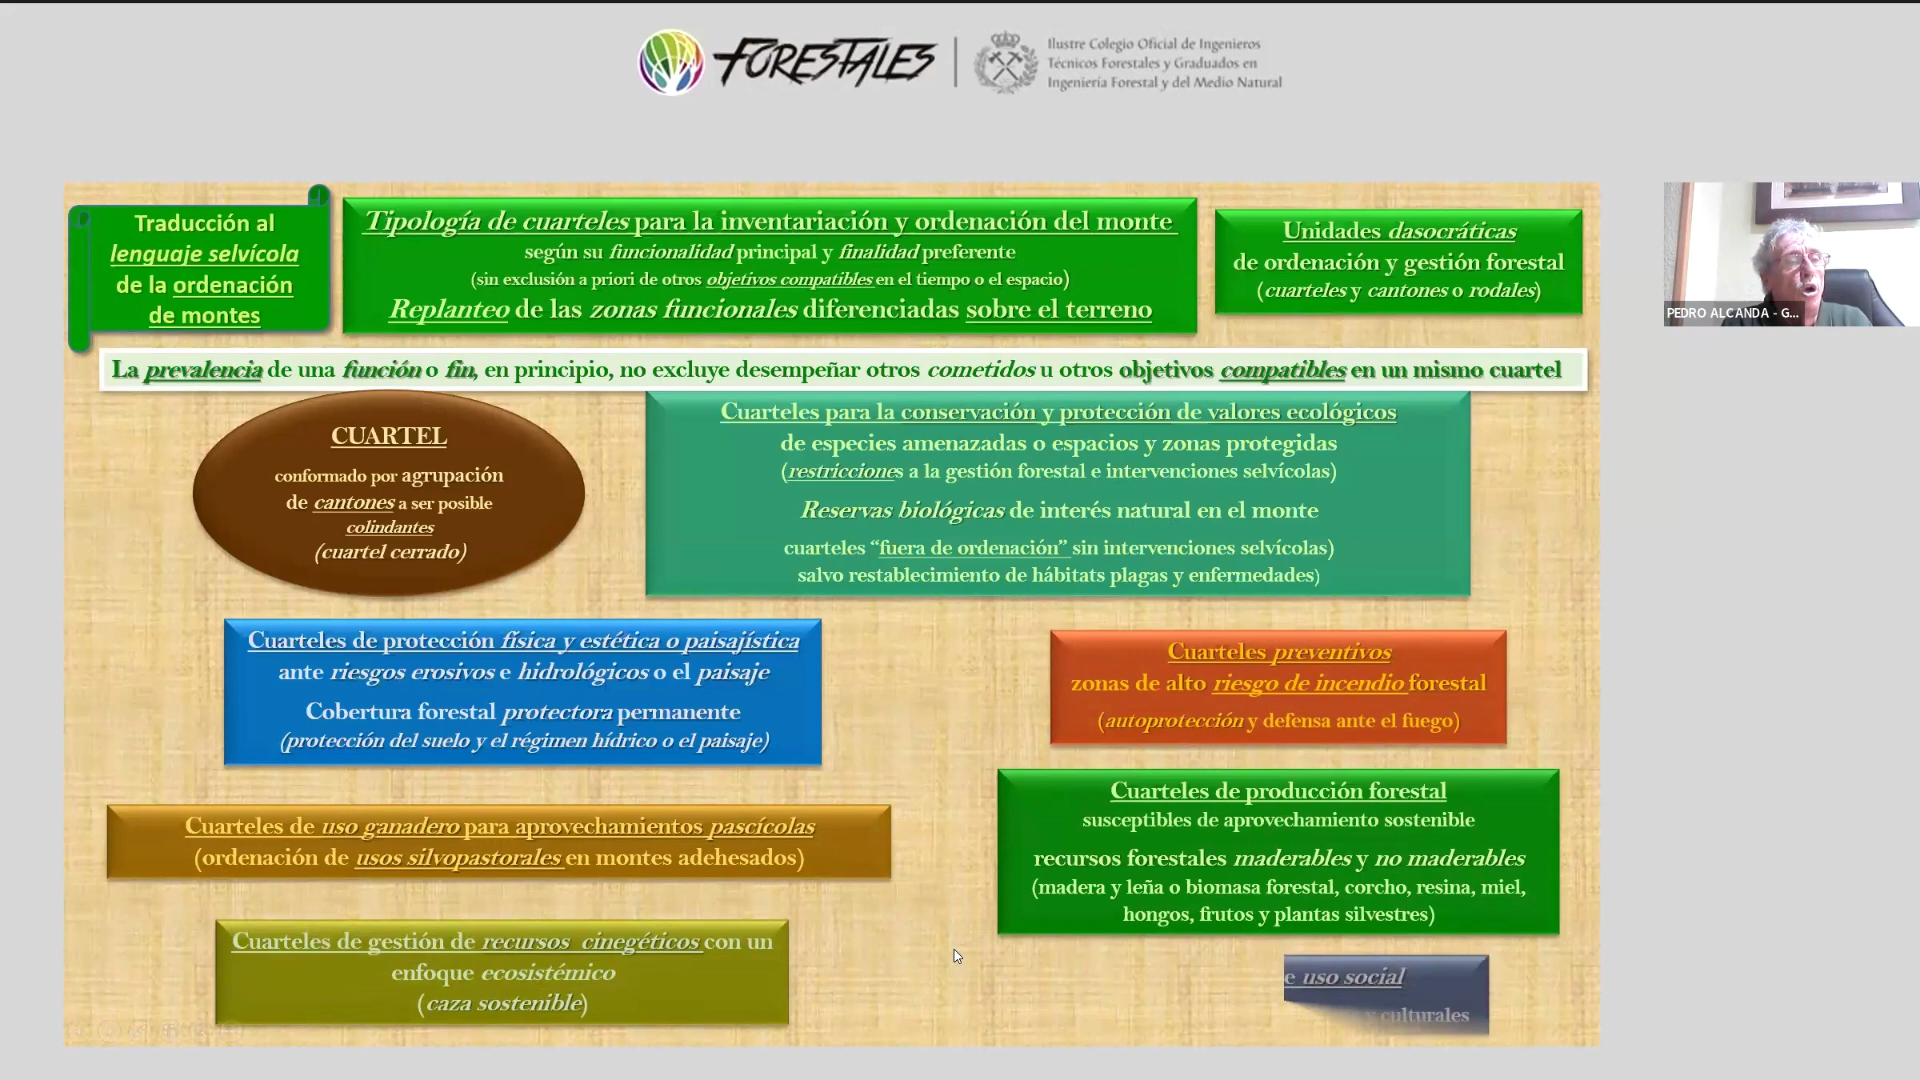 FORESTALES
Ilustre Colegio Oficial de Ingenieros
Técnicos Forestales y Graduados en
Ingeniería Forestal y del Medio Natural
Traducción al
lenguaje selvícola
de la ordenación
de montes
Tipología de cuarteles para la inventariación y ordenación del monte
según su funcionalidad principal y finalidad preferente
(sin exclusión a priori de otros objetivos compatibles en el tiempo o el espacio)
Replanteo de las zonas funcionales diferenciadas sobre el terreno
Unidades dasocráticas
de ordenación y gestión forestal
(cuarteles y cantones o rodales)
PEDRO ALCANDA - G...
La prevalencia de una función o fin, en principio, no excluye desempeñar otros cometidos u otros objetivos compatibles en un mismo cuartel
CUARTEL
conformado por agrupación
de cantones a ser posible
colindantes
(cuartel cerrado)
Cuarteles para la conservación y protección de valores ecológicos
de especies amenazadas o espacios y zonas protegidas
(restricciones a la gestión forestal e intervenciones selvícolas)
Reservas biológicas de interés natural en el monte
cuarteles “fuera de ordenación” sin intervenciones selvícolas)
salvo restablecimiento de hábitats plagas y enfermedades)
Cuarteles de protección física y estética o paisajística
ante riesgos erosivos e hidrológicos o el paisaje
Cobertura forestal protectora permanente
(protección del suelo y el régimen hídrico o el paisaje)
Cuarteles preventivos
zonas de alto riesgo de incendio forestal
(autoprotección y defensa ante el fuego)
Cuarteles de uso ganadero para aprovechamientos pascícolas
(ordenación de usos silvopastorales en montes adehesados)
Cuarteles de producción forestal
susceptibles de aprovechamiento sostenible
recursos forestales maderables y no maderables
(madera y leña o biomasa forestal, corcho, resina, miel,
hongos, frutos y plantas silvestres)
Cuarteles de gestión de recursos cinegéticos con un
enfoque ecosistémico
(caza sostenible)
e uso social
y culturales